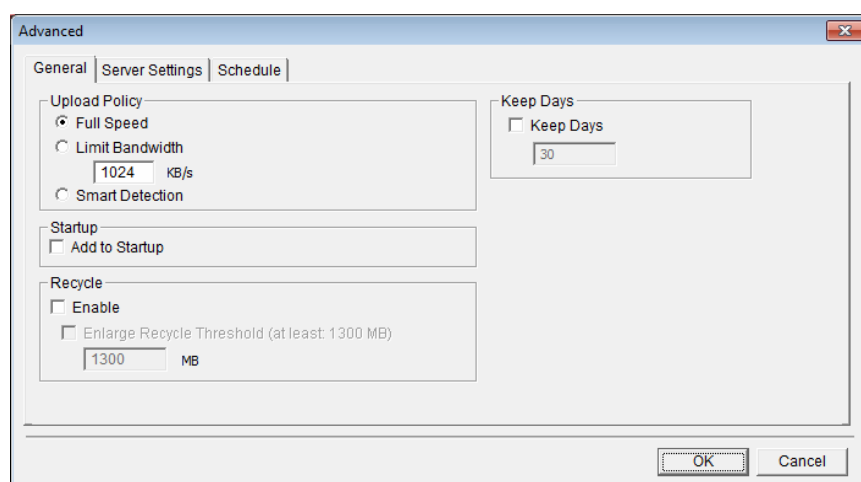 Advanced
General Server Settings Schedule
Upload Policy
Full Speed
Limit Bandwidth
1024 KB/s
Smart Detection
Keep Days
Keep Days
30
Startup
Add to Startup
Recycle
Enable
Enlarge Recycle Threshold (at least: 1300 MB)
1300 MB
OK Cancel